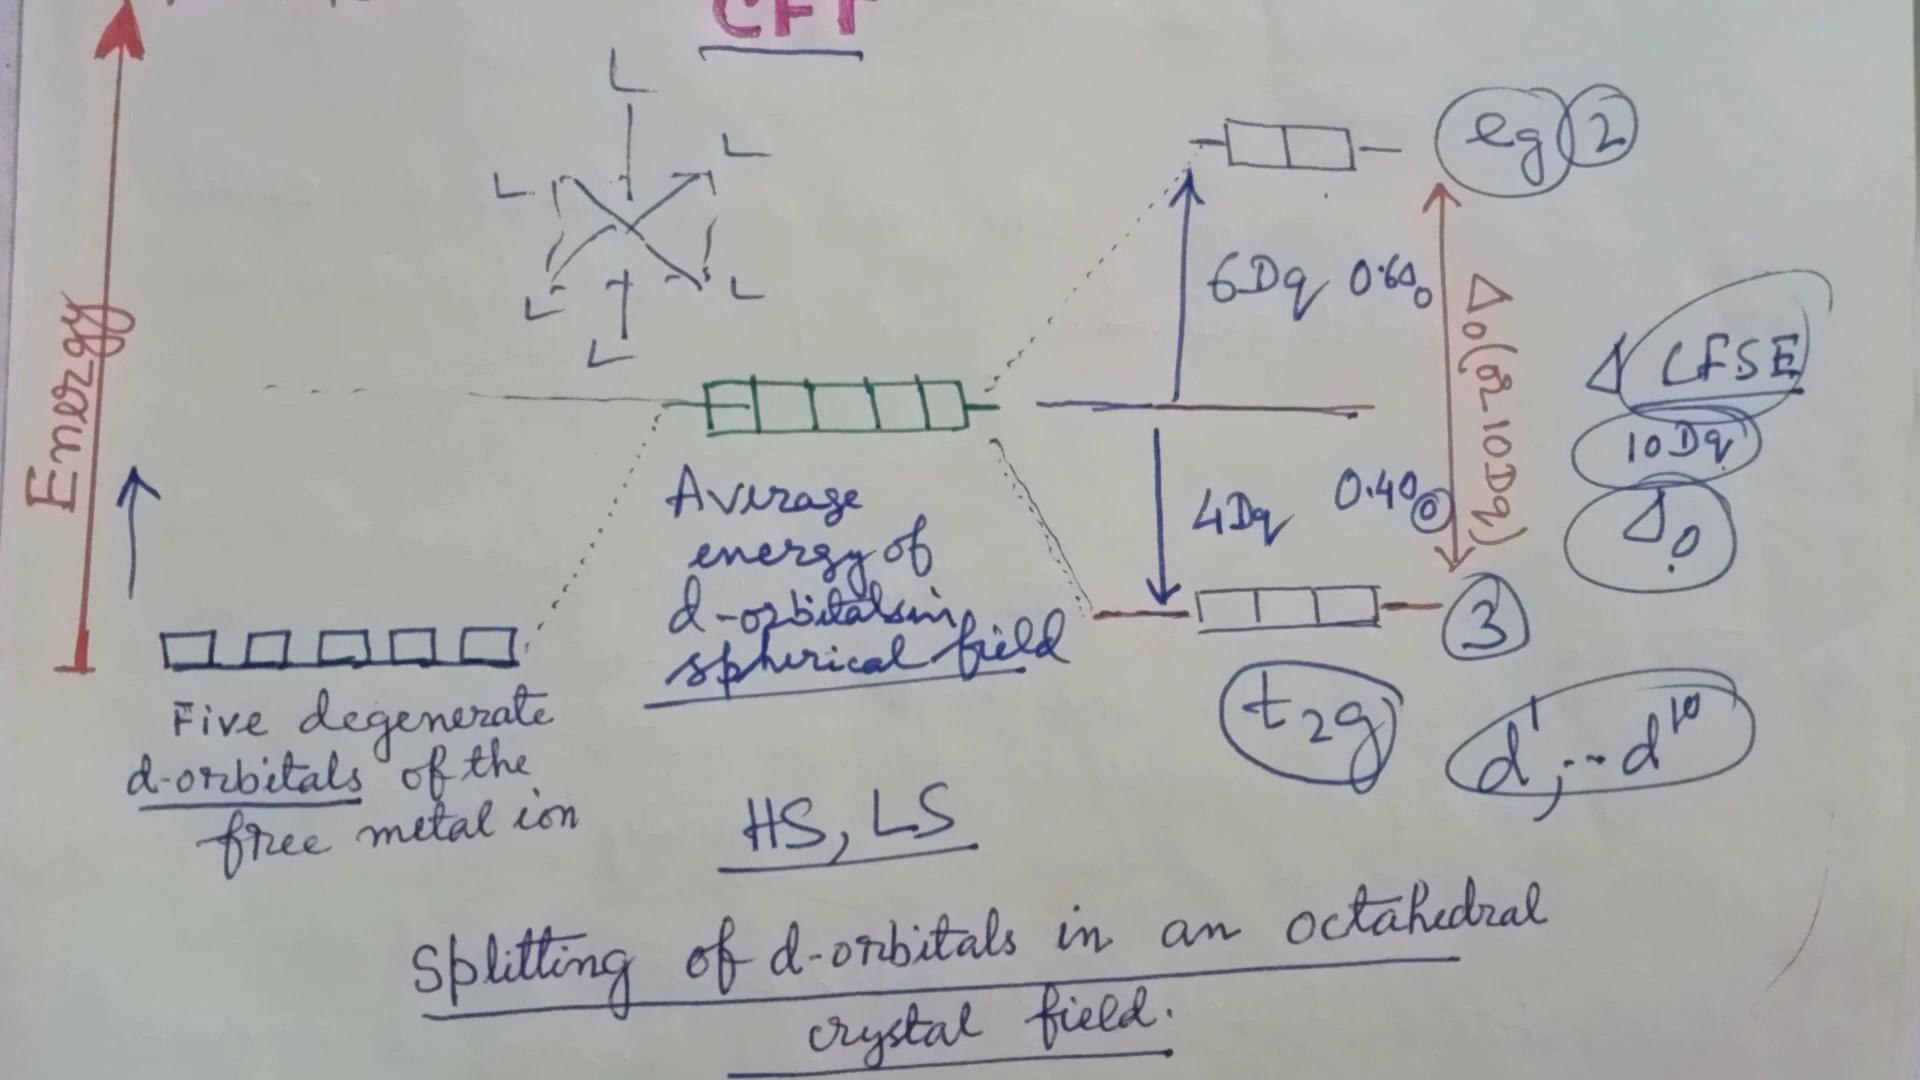 CFT
L
L
L
L
L
L
eg 2
6Dq 0.6Δo
Δo (or 10Dq)
CFSE
10Dq
Δo
Energy
Average
energy of
d-orbitals in
spherical field
4Dq 0.4Δo
3
t2g
d1, ... d10
Five degenerate
d-orbitals of the
free metal ion
HS, LS
Splitting of d-orbitals in an octahedral
crystal field.